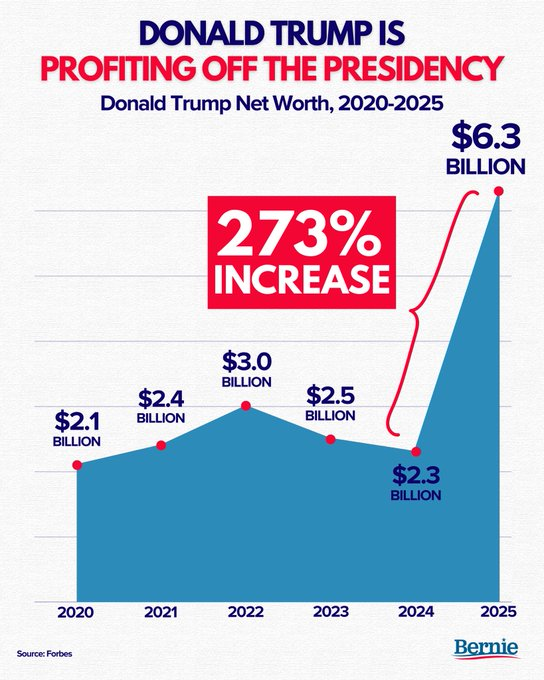 DONALD TRUMP IS
PROFITING OFF THE PRESIDENCY
Donald Trump Net Worth, 2020-2025
$6.3
BILLION
273%
INCREASE
$3.0
BILLION
$2.4
BILLION
$2.5
BILLION
$2.1
BILLION
$2.3
BILLION
2020
2021
2022
2023
2024
2025
Source: Forbes
Bernie